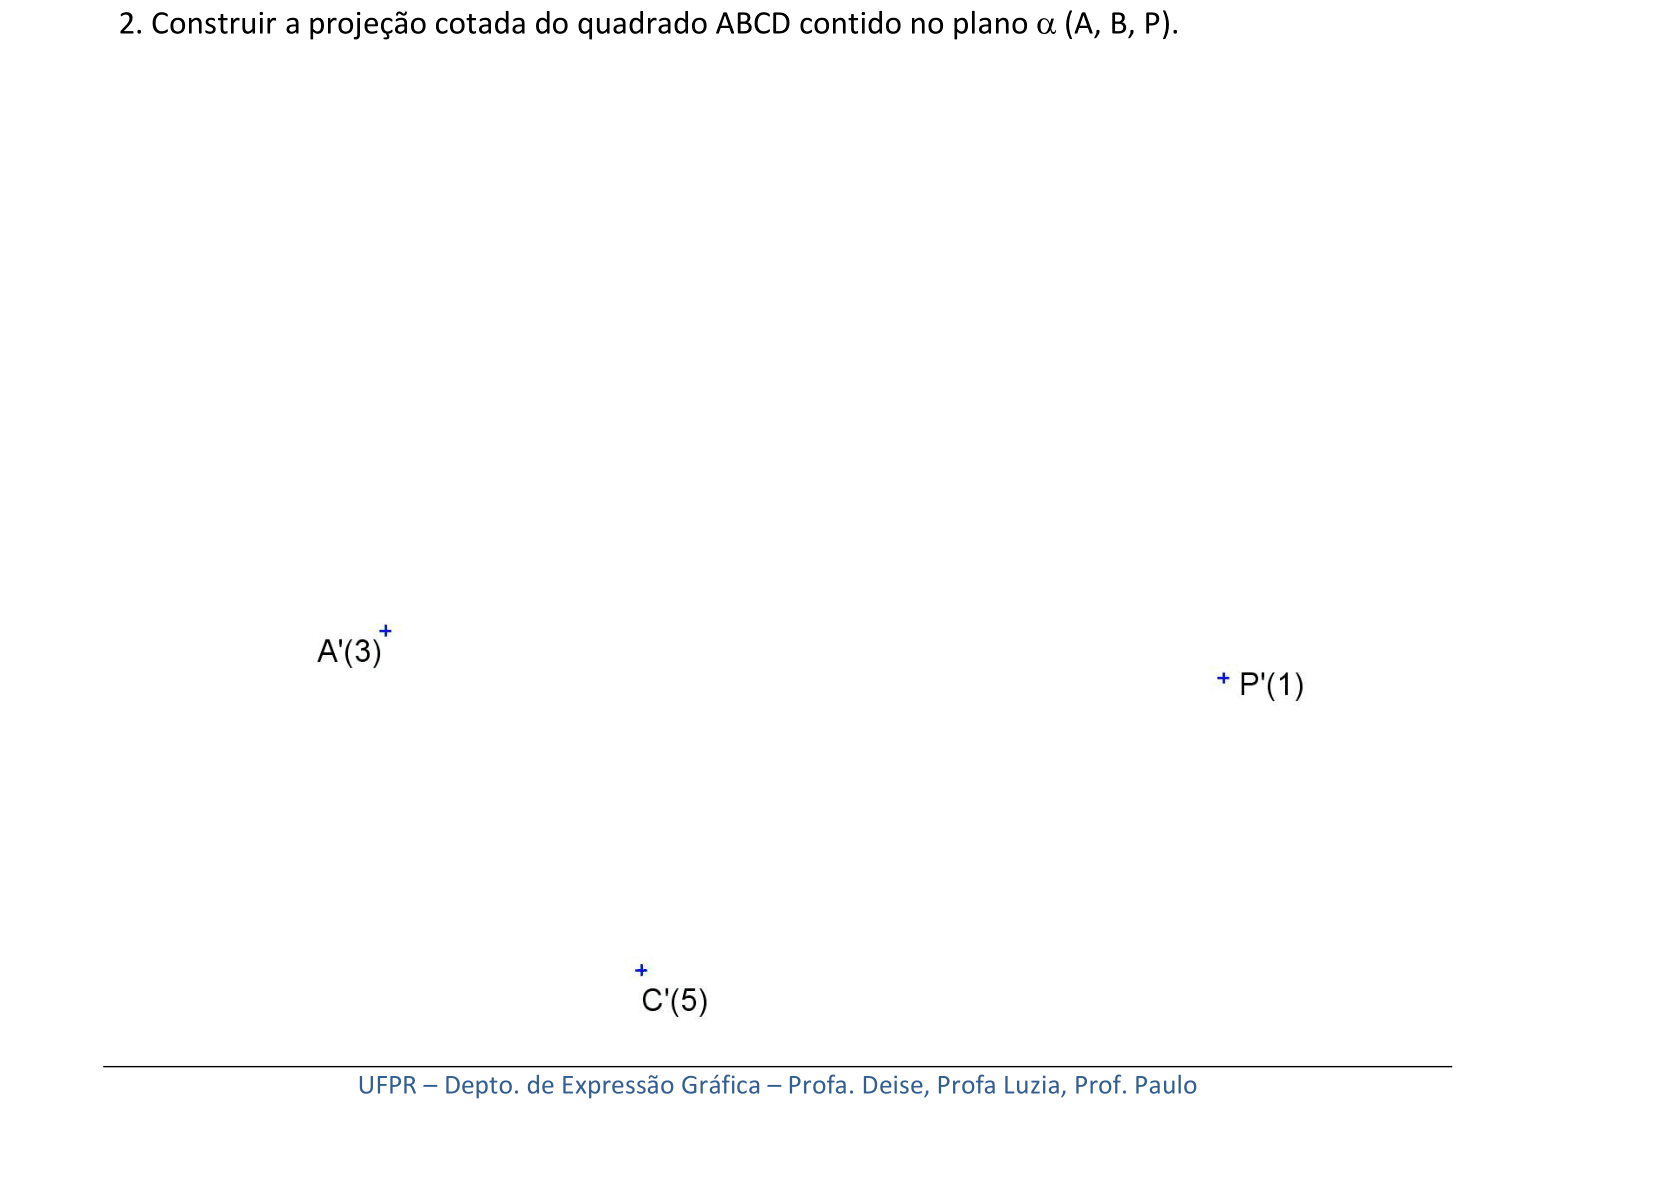 2. Construir a projeção cotada do quadrado ABCD contido no plano α (A, B, P).
A'(3)
P'(1)
C'(5)
UFPR – Depto. de Expressão Gráfica – Profa. Deise, Profa Luzia, Prof. Paulo